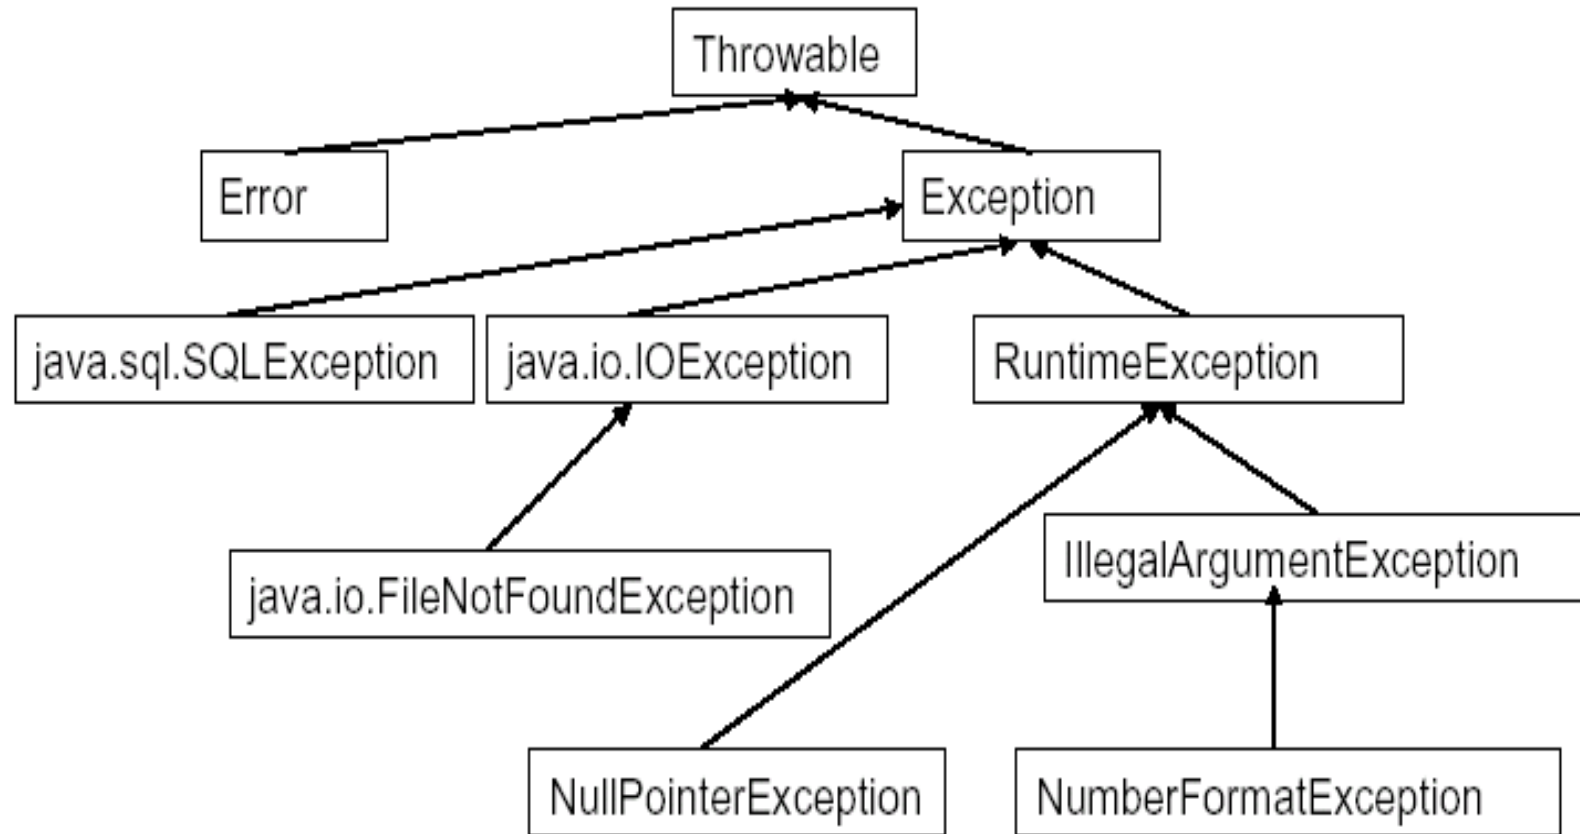 Throwable
Error
Exception
java.sql.SQLException
java.io.IOException
RuntimeException
IllegalArgumentException
java.io.FileNotFoundException
NullPointerException
NumberFormatException